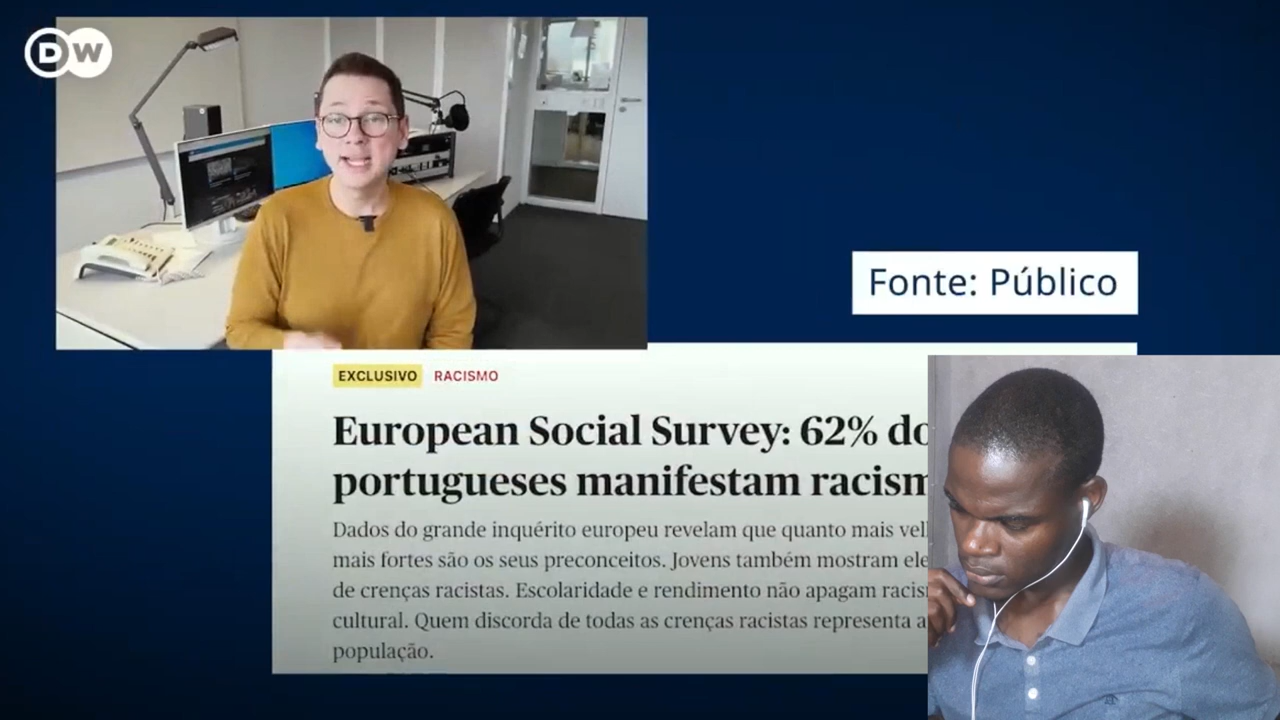 DW
Fonte: Público
EXCLUSIVO RACISMO
European Social Survey: 62% do
portugueses manifestam racism
Dados do grande inquérito europeu revelam que quanto mais vel
mais fortes são os seus preconceitos. Jovens também mostram ele
de crenças racistas. Escolaridade e rendimento não apagam racis
cultural. Quem discorda de todas as crenças racistas representa a
população.